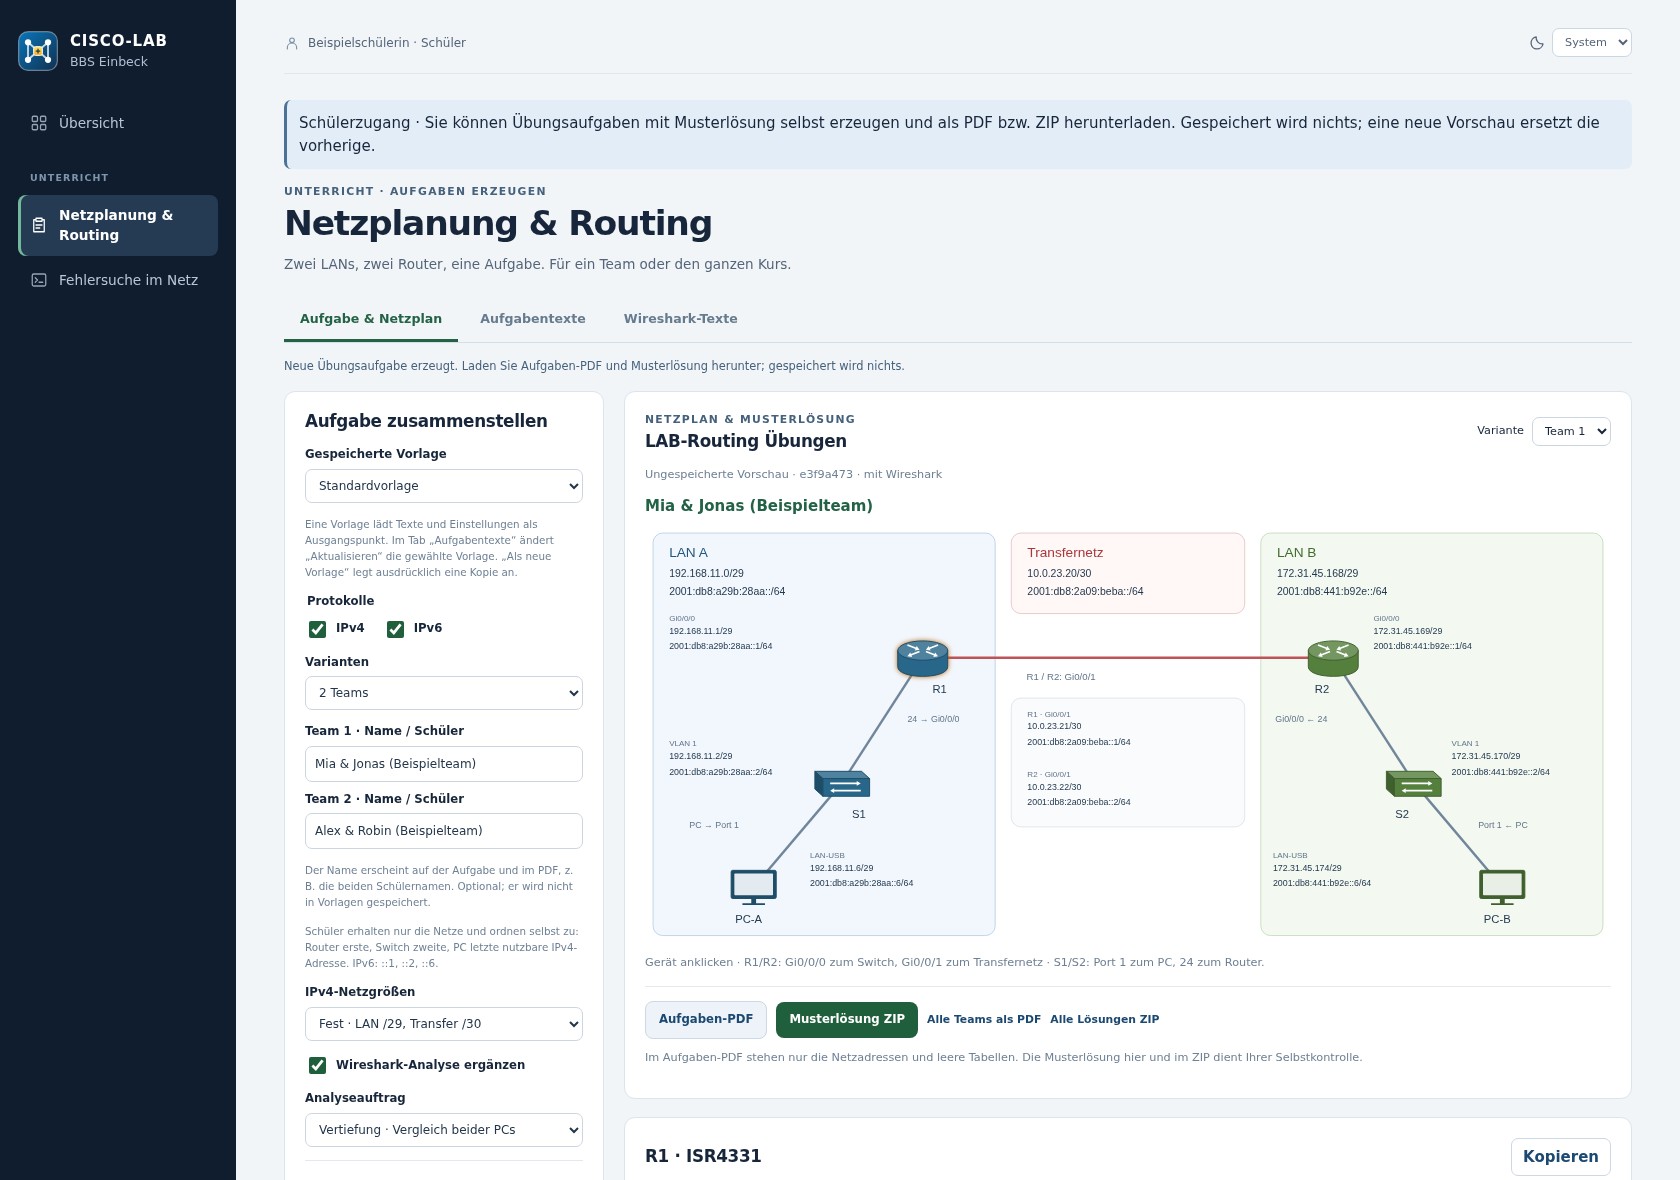 CISCO-LAB
BBS Einbeck
Übersicht
UNTERRICHT
Netzplanung &
Routing
Fehlersuche im Netz
Beispielschülerin · Schüler
System
Schülerzugang · Sie können Übungsaufgaben mit Musterlösung selbst erzeugen und als PDF bzw. ZIP herunterladen. Gespeichert wird nichts; eine neue Vorschau ersetzt die
vorherige.
UNTERRICHT · AUFGABEN ERZEUGEN
Netzplanung & Routing
Zwei LANs, zwei Router, eine Aufgabe. Für ein Team oder den ganzen Kurs.
Aufgabe & Netzplan
Aufgabentexte
Wireshark-Texte
Neue Übungsaufgabe erzeugt. Laden Sie Aufgaben-PDF und Musterlösung herunter; gespeichert wird nichts.
Aufgabe zusammenstellen
Gespeicherte Vorlage
Standardvorlage
Eine Vorlage lädt Texte und Einstellungen als
Ausgangspunkt. Im Tab „Aufgabentexte“ ändert
„Aktualisieren“ die gewählte Vorlage. „Als neue
Vorlage“ legt ausdrücklich eine Kopie an.
Protokolle
IPv4
IPv6
Varianten
2 Teams
Team 1 · Name / Schüler
Mia & Jonas (Beispielteam)
Team 2 · Name / Schüler
Alex & Robin (Beispielteam)
Der Name erscheint auf der Aufgabe und im PDF, z.
B. die beiden Schülernamen. Optional; er wird nicht
in Vorlagen gespeichert.
Schüler erhalten nur die Netze und ordnen selbst zu:
Router erste, Switch zweite, PC letzte nutzbare IPv4-
Adresse. IPv6: ::1, ::2, ::6.
IPv4-Netzgrößen
Fest · LAN /29, Transfer /30
Wireshark-Analyse ergänzen
Analyseauftrag
Vertiefung · Vergleich beider PCs
NETZPLAN & MUSTERLÖSUNG
LAB-Routing Übungen
Variante
Team 1
Ungespeicherte Vorschau · e3f9a473 · mit Wireshark
Mia & Jonas (Beispielteam)
LAN A
192.168.11.0/29
2001:db8:a29b:28aa::/64
Gi0/0/0
192.168.11.1/29
2001:db8:a29b:28aa::1/64
R1
24 → Gi0/0/0
VLAN 1
192.168.11.2/29
2001:db8:a29b:28aa::2/64
S1
PC → Port 1
LAN-USB
192.168.11.6/29
2001:db8:a29b:28aa::6/64
PC-A
Transfernetz
10.0.23.20/30
2001:db8:2a09:beba::/64
R1 / R2: Gi0/0/1
R1 · Gi0/0/1
10.0.23.21/30
2001:db8:2a09:beba::1/64
R2 · Gi0/0/1
10.0.23.22/30
2001:db8:2a09:beba::2/64
LAN B
172.31.45.168/29
2001:db8:441:b92e::/64
Gi0/0/0
172.31.45.169/29
2001:db8:441:b92e::1/64
R2
Gi0/0/0 ← 24
VLAN 1
172.31.45.170/29
2001:db8:441:b92e::2/64
S2
Port 1 ← PC
LAN-USB
172.31.45.174/29
2001:db8:441:b92e::6/64
PC-B
Gerät anklicken · R1/R2: Gi0/0/0 zum Switch, Gi0/0/1 zum Transfernetz · S1/S2: Port 1 zum PC, 24 zum Router.
Aufgaben-PDF
Musterlösung ZIP
Alle Teams als PDF
Alle Lösungen ZIP
Im Aufgaben-PDF stehen nur die Netzadressen und leere Tabellen. Die Musterlösung hier und im ZIP dient Ihrer Selbstkontrolle.
R1 · ISR4331
Kopieren